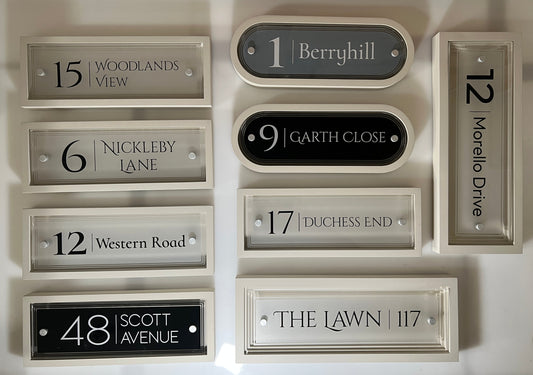 15 WOODLANDS
VIEW
6 NICKLEBY
LANE
12 Western Road
48 SCOTT
AVENUE
1 Berryhill
9 GARTH CLOSE
17 DUCHESS END
THE LAWN 117
12 Morello Drive